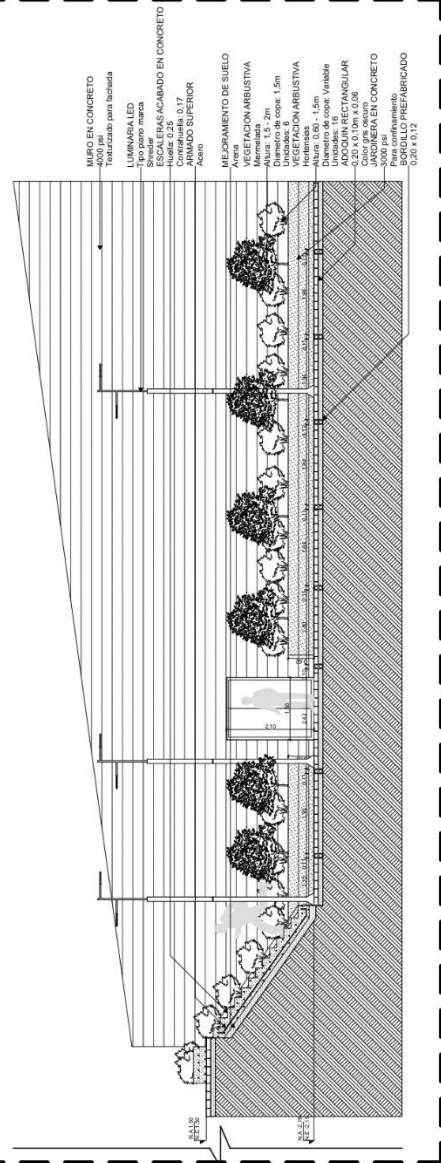 MURO EN CONCRETO
4000 psi
Texturizado para fachada
LUMINARIA LED
Tipo piano marca
Shreder
ESCALERAS ACABADO EN CONCRETO
Huella: 0,25
Contrahuella: 0,17
ARMADO SUPERIOR
Acero
MEJORAMIENTO DE SUELO
Arena
VEGETACION ARBUSTIVA
Mermelada
Altura: 1,5 - 2m
Diametro de copa: 1,5m
Unidades: 6
VEGETACION ARBUSTIVA
Hortensias
Altura: 0,60 - 1,5m
Diametro de copa: Variable
Unidades: 16
ADOQUIN RECTANGULAR
0,20 x 0,10m x 0,06
Color gris oscuro
JARDINERA EN CONCRETO
3000 psi
Para confinamiento
BORDILLO PREFABRICADO
0,20 x 0,12
2.10